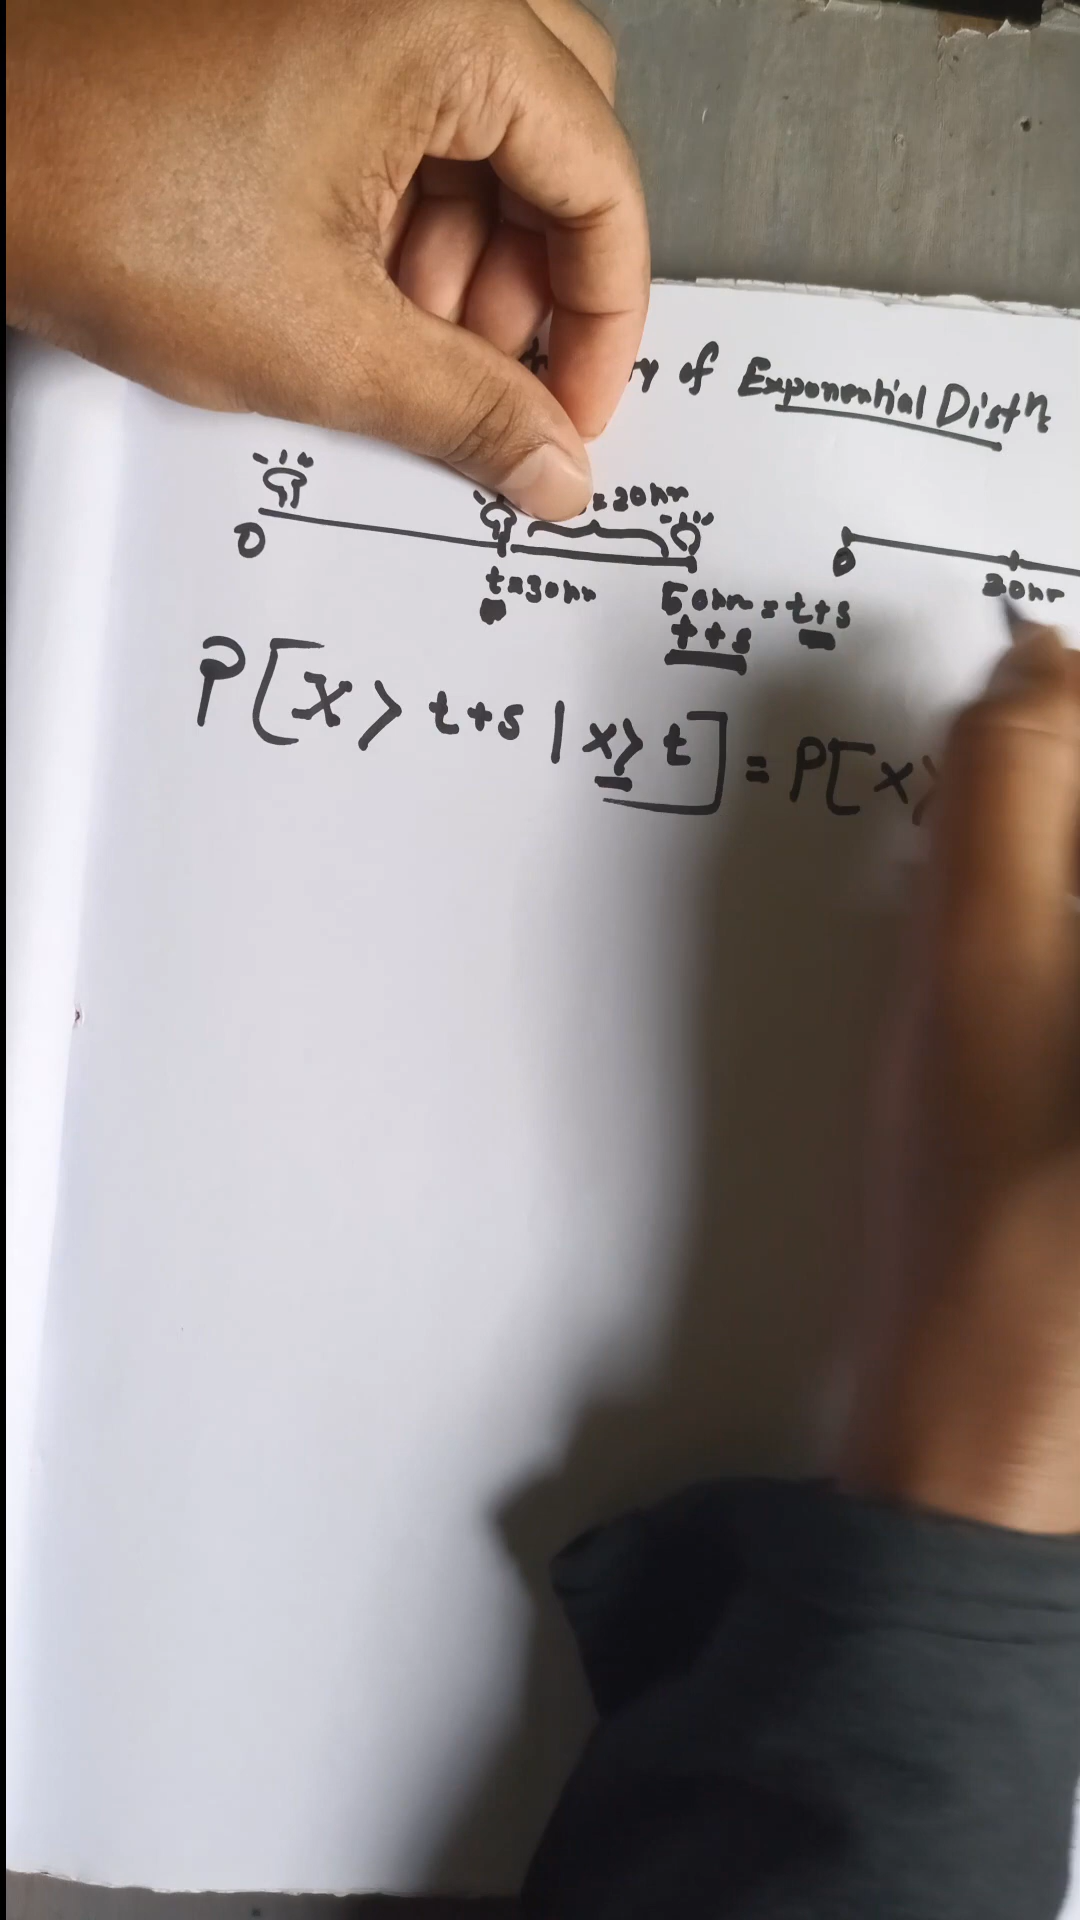 of Exponential Distn
= 20hr
0
t = 30hr
50hr = t+s
t+s
0
20hr
P[X > t+s | X > t] = P[X >